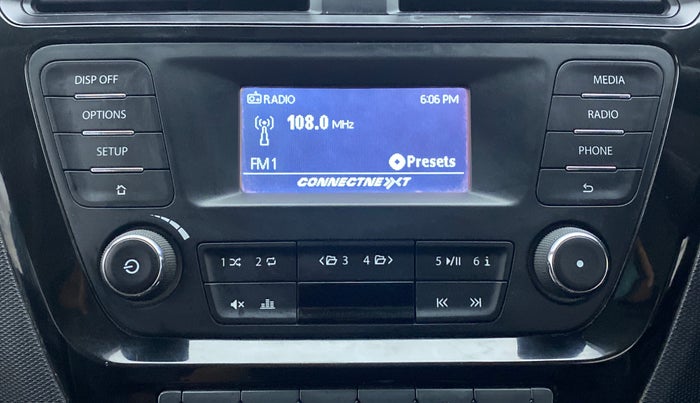 DISP OFF
OPTIONS
SETUP
RADIO 6:06 PM
108.0 MHz
FM1 Presets
CONNECTNEXT
MEDIA
RADIO
PHONE
1 2 3 4 5 6 i